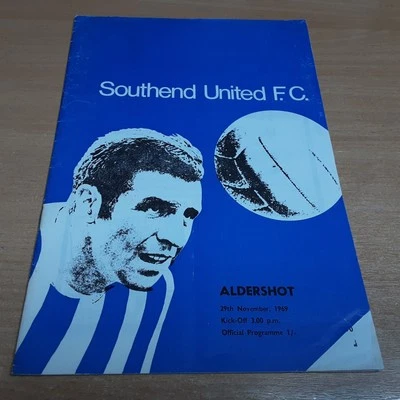 Southend United F.C.
ALDERSHOT
29th November, 1969
Kick-Off 3.00 p.m.
Official Programme 1/-